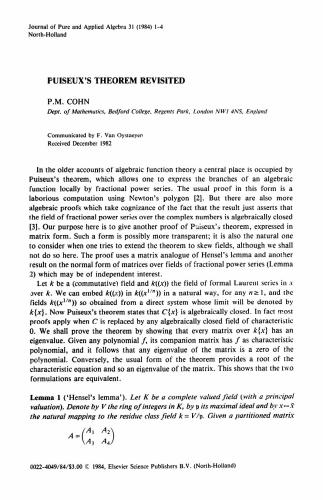 Journal of Pure and Applied Algebra 31 (1984) 1-4
North-Holland
PUISEUX'S THEOREM REVISITED
P.M. COHN
Dept. of Mathematics, Bedford College, Regents Park, London NW1 4NS, England
Communicated by F. Van Oystaeyen
Received December 1982
In the older accounts of algebraic function theory a central place is occupied by
Puiseux's theorem, which allows one to express the branches of an algebraic
function locally by fractional power series. The usual proof in this form is a
laborious computation using Newton's polygon [2]. But there are also more
algebraic proofs which take cognizance of the fact that the result just asserts that
the field of fractional power series over the complex numbers is algebraically closed
[3]. Our purpose here is to give another proof of Puiseux's theorem, expressed in
matrix form. Such a form is possibly more transparent; it is also the natural one
to consider when one tries to extend the theorem to skew fields, although we shall
not do so here. The proof uses a matrix analogue of Hensel's lemma and another
result on the normal form of matrices over fields of fractional power series (Lemma
2) which may be of independent interest.
Let k be a (commutative) field and k((x)) the field of formal Laurent series in x
over k. We can embed k((x)) in k((x^{1/n})) in a natural way, for any n≥1, and the
fields k((x^{1/n})) so obtained from a direct system whose limit will be denoted by
k{x}. Now Puiseux's theorem states that C{x} is algebraically closed. In fact most
proofs apply when C is replaced by any algebraically closed field of characteristic
0. We shall prove the theorem by showing that every matrix over k{x} has an
eigenvalue. Given any polynomial f, its companion matrix has f as characteristic
polynomial, and it follows that any eigenvalue of the matrix is a zero of the
polynomial. Conversely, the usual form of the theorem provides a root of the
characteristic equation and so an eigenvalue of the matrix. This shows that the two
formulations are equivalent.
Lemma 1 ('Hensel's lemma'). Let K be a complete valued field (with a principal
valuation). Denote by V the ring of integers in K, by 𝔭 its maximal ideal and by x↦x̄
the natural mapping to the residue class field k = V/𝔭. Given a partitioned matrix
A = (A₁ A₂
A₃ A₄)
0022-4049/84/$3.00 © 1984, Elsevier Science Publishers B.V. (North-Holland)